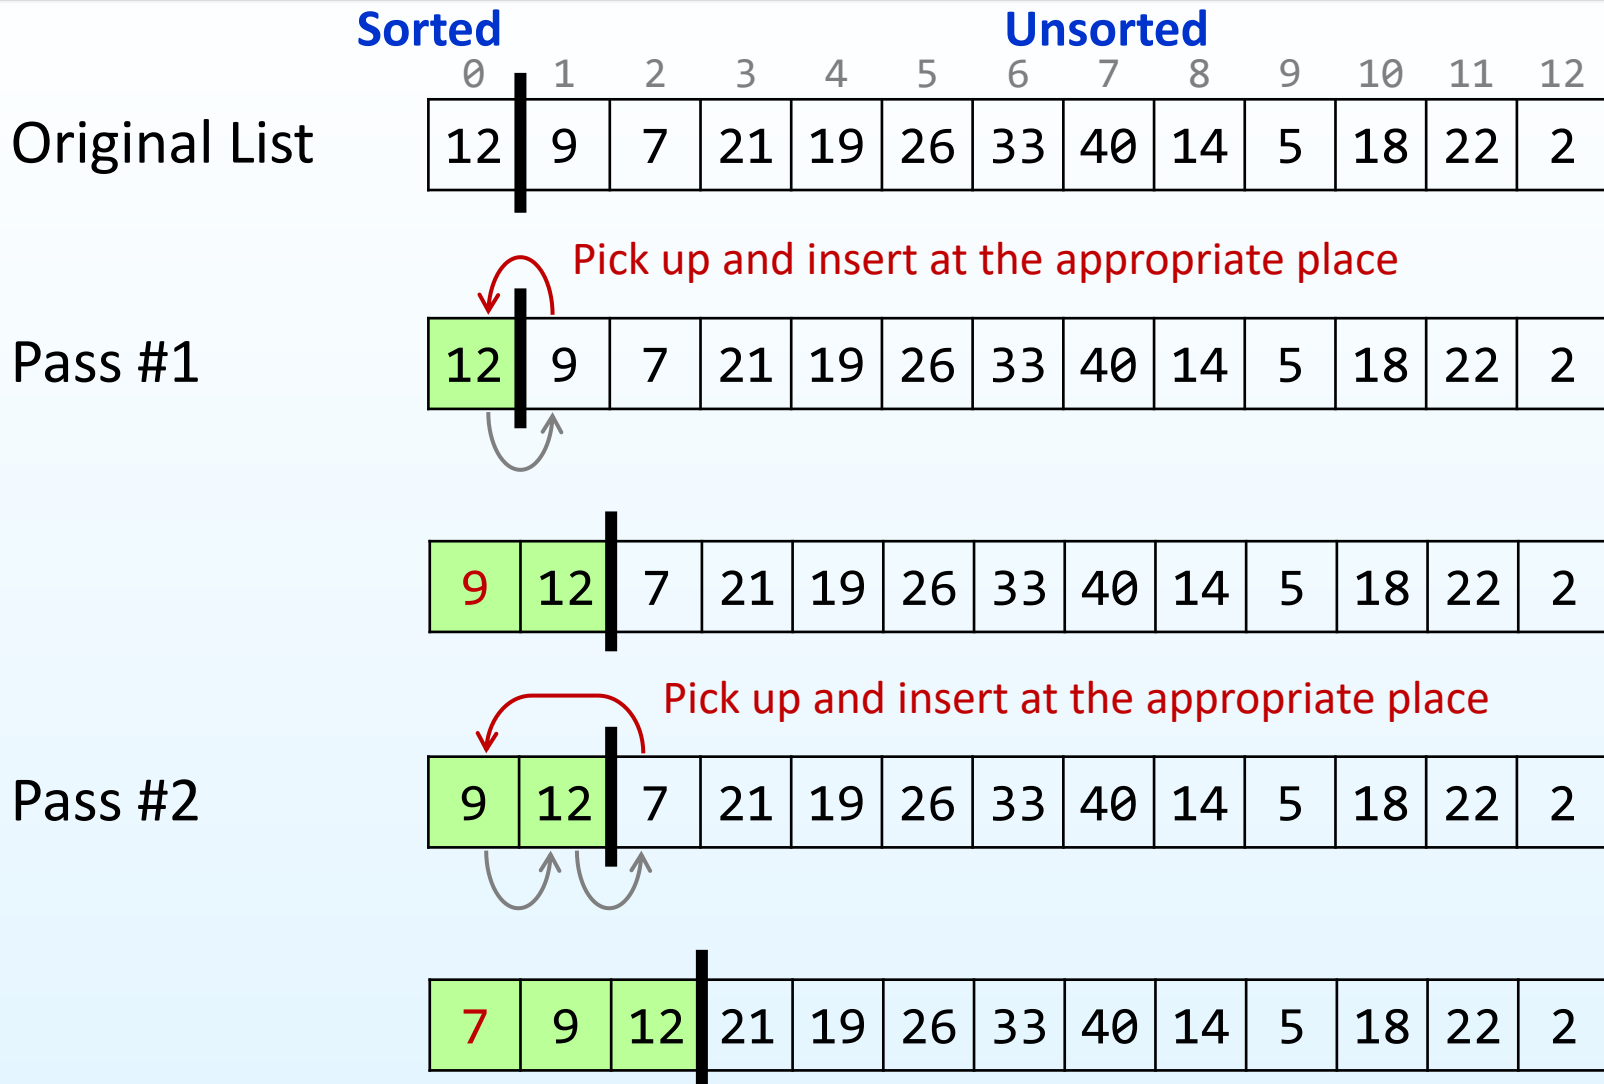 Sorted Unsorted
0 1 2 3 4 5 6 7 8 9 10 11 12
Original List 12 9 7 21 19 26 33 40 14 5 18 22 2
Pick up and insert at the appropriate place
Pass #1 12 9 7 21 19 26 33 40 14 5 18 22 2
9 12 7 21 19 26 33 40 14 5 18 22 2
Pick up and insert at the appropriate place
Pass #2 9 12 7 21 19 26 33 40 14 5 18 22 2
7 9 12 21 19 26 33 40 14 5 18 22 2